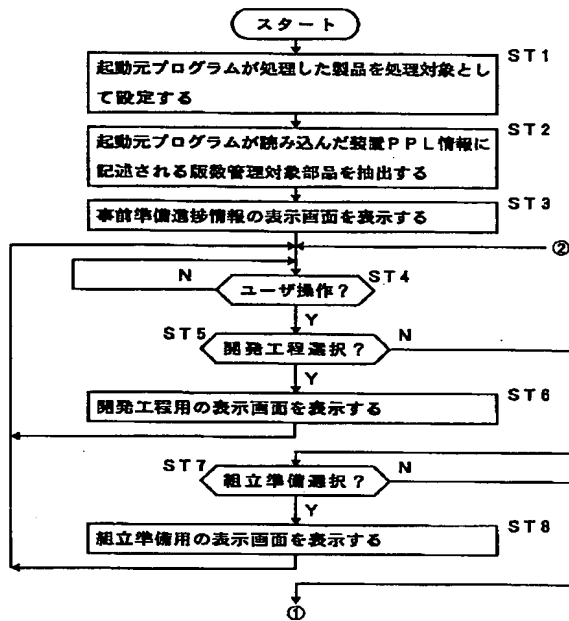 スタート
ST1
起動元プログラムが処理した製品を処理対象とし
て設定する
ST2
起動元プログラムが読み込んだ装置PPL情報に
記述される版数管理対象部品を抽出する
ST3
事前準備進捗情報の表示画面を表示する
②
N
ST4
ユーザ操作?
Y
ST5
N
開発工程選択?
Y
ST6
開発工程用の表示画面を表示する
ST7
N
組立準備選択?
Y
ST8
組立準備用の表示画面を表示する
①